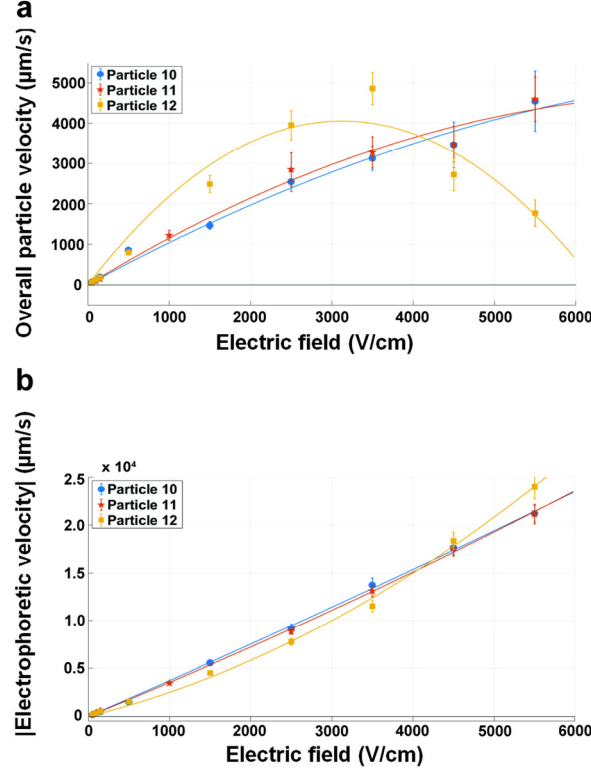 a
Overall particle velocity (µm/s)
5000
4000
3000
2000
1000
0
Particle 10
Particle 11
Particle 12
0 1000 2000 3000 4000 5000 6000
Electric field (V/cm)
b
|Electrophoretic velocity| (µm/s)
x 10⁴
2.5
2.0
1.5
1.0
0.5
0
Particle 10
Particle 11
Particle 12
0 1000 2000 3000 4000 5000 6000
Electric field (V/cm)